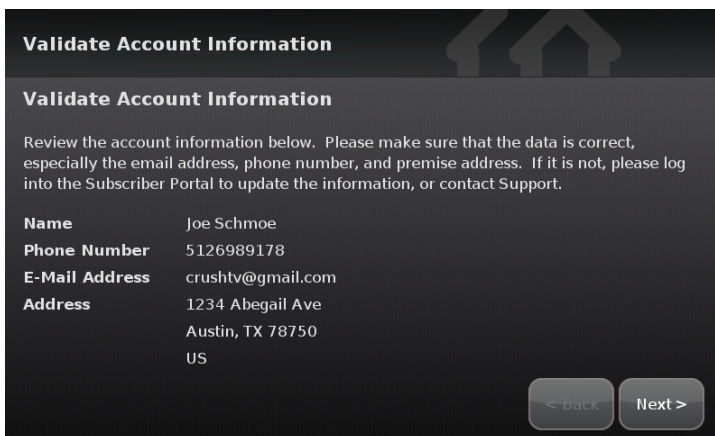 Validate Account Information
Validate Account Information
Review the account information below.  Please make sure that the data is correct,
especially the email address, phone number, and premise address.  If it is not, please log
into the Subscriber Portal to update the information, or contact Support.
Name Joe Schmoe
Phone Number 5126989178
E-Mail Address crushtv@gmail.com
Address 1234 Abegail Ave
Austin, TX 78750
US
< Back Next >